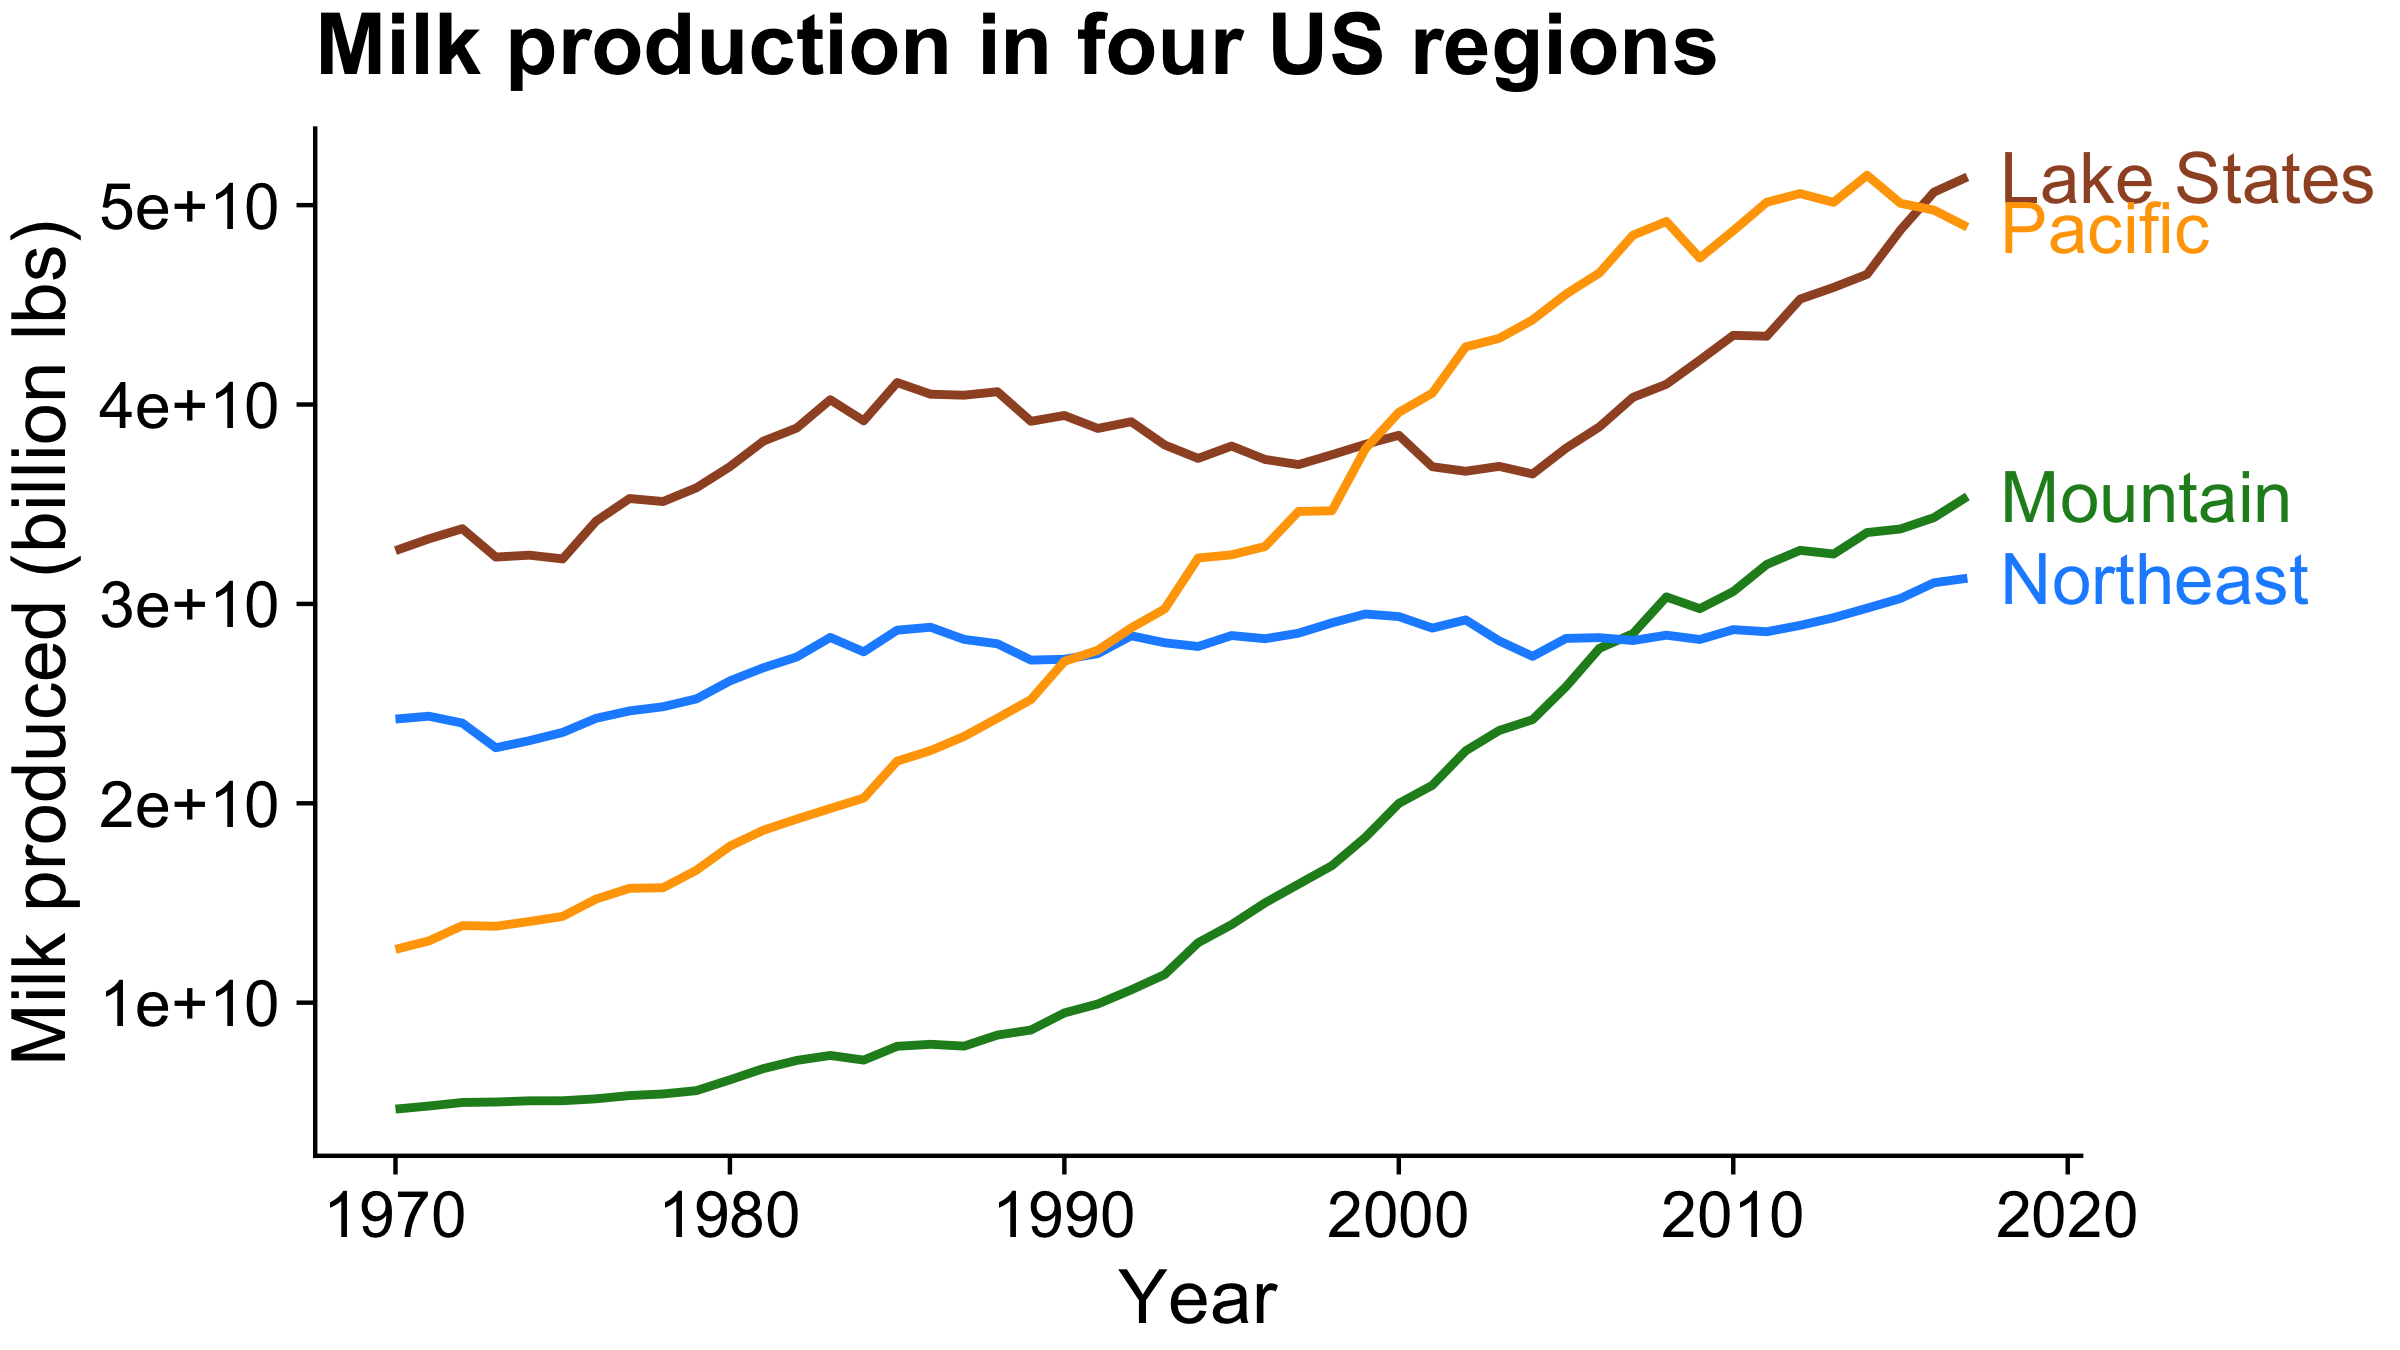 Milk production in four US regions
Milk produced (billion lbs)
5e+10
4e+10
3e+10
2e+10
1e+10
Lake States
Pacific
Mountain
Northeast
1970 1980 1990 2000 2010 2020
Year